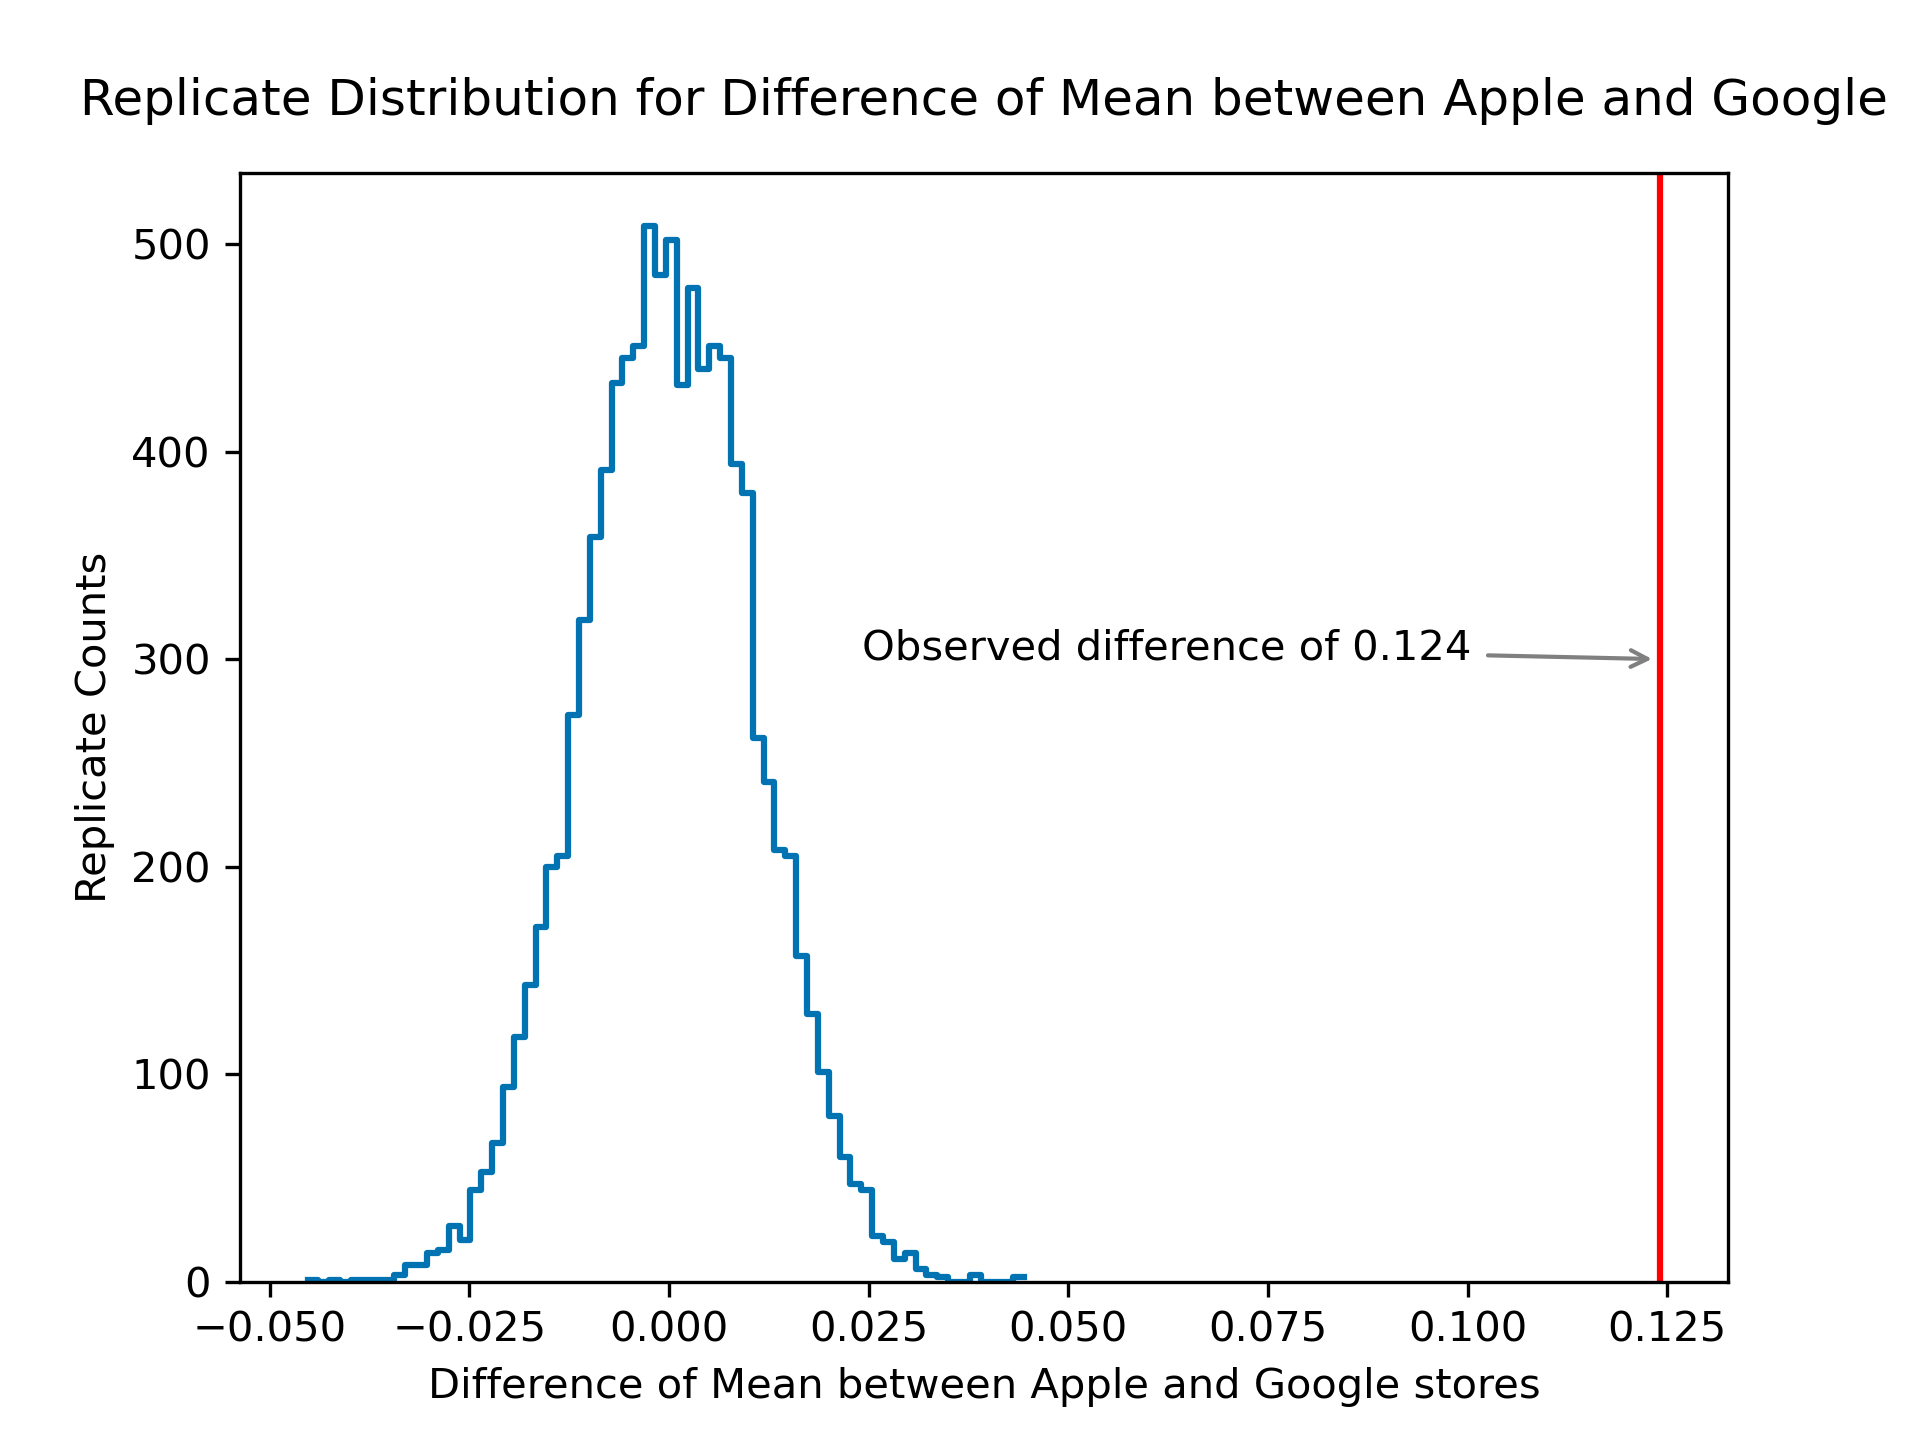 Replicate Distribution for Difference of Mean between Apple and Google
500
400
300
200
100
0
Replicate Counts
Observed difference of 0.124
−0.050 −0.025 0.000 0.025 0.050 0.075 0.100 0.125
Difference of Mean between Apple and Google stores